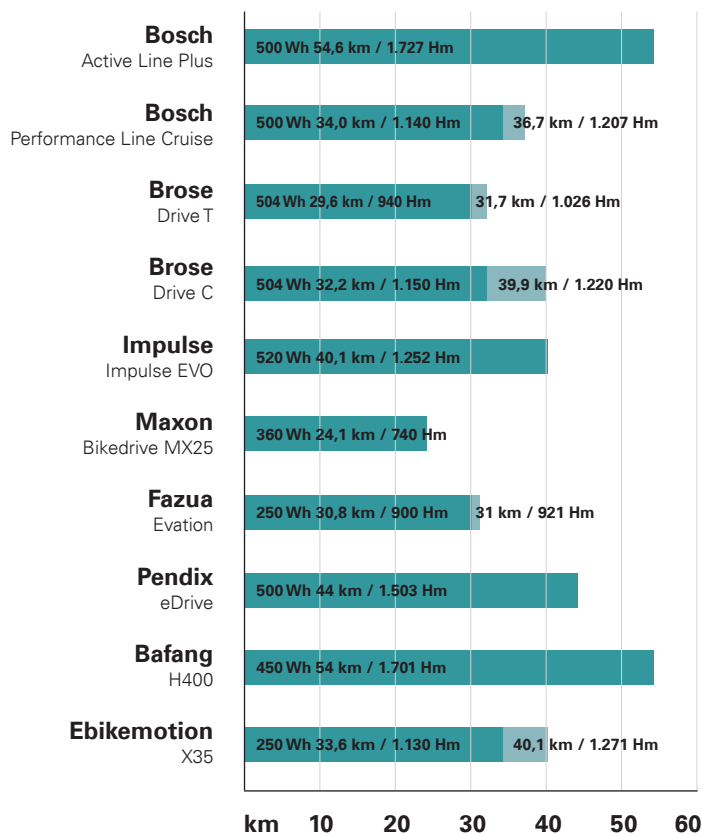 Bosch
Active Line Plus
500 Wh 54,6 km / 1.727 Hm
Bosch
Performance Line Cruise
500 Wh 34,0 km / 1.140 Hm 36,7 km / 1.207 Hm
Brose
Drive T
504 Wh 29,6 km / 940 Hm 31,7 km / 1.026 Hm
Brose
Drive C
504 Wh 32,2 km / 1.150 Hm 39,9 km / 1.220 Hm
Impulse
Impulse EVO
520 Wh 40,1 km / 1.252 Hm
Maxon
Bikedrive MX25
360 Wh 24,1 km / 740 Hm
Fazua
Evation
250 Wh 30,8 km / 900 Hm 31 km / 921 Hm
Pendix
eDrive
500 Wh 44 km / 1.503 Hm
Bafang
H400
450 Wh 54 km / 1.701 Hm
Ebikemotion
X35
250 Wh 33,6 km / 1.130 Hm 40,1 km / 1.271 Hm
km 10 20 30 40 50 60